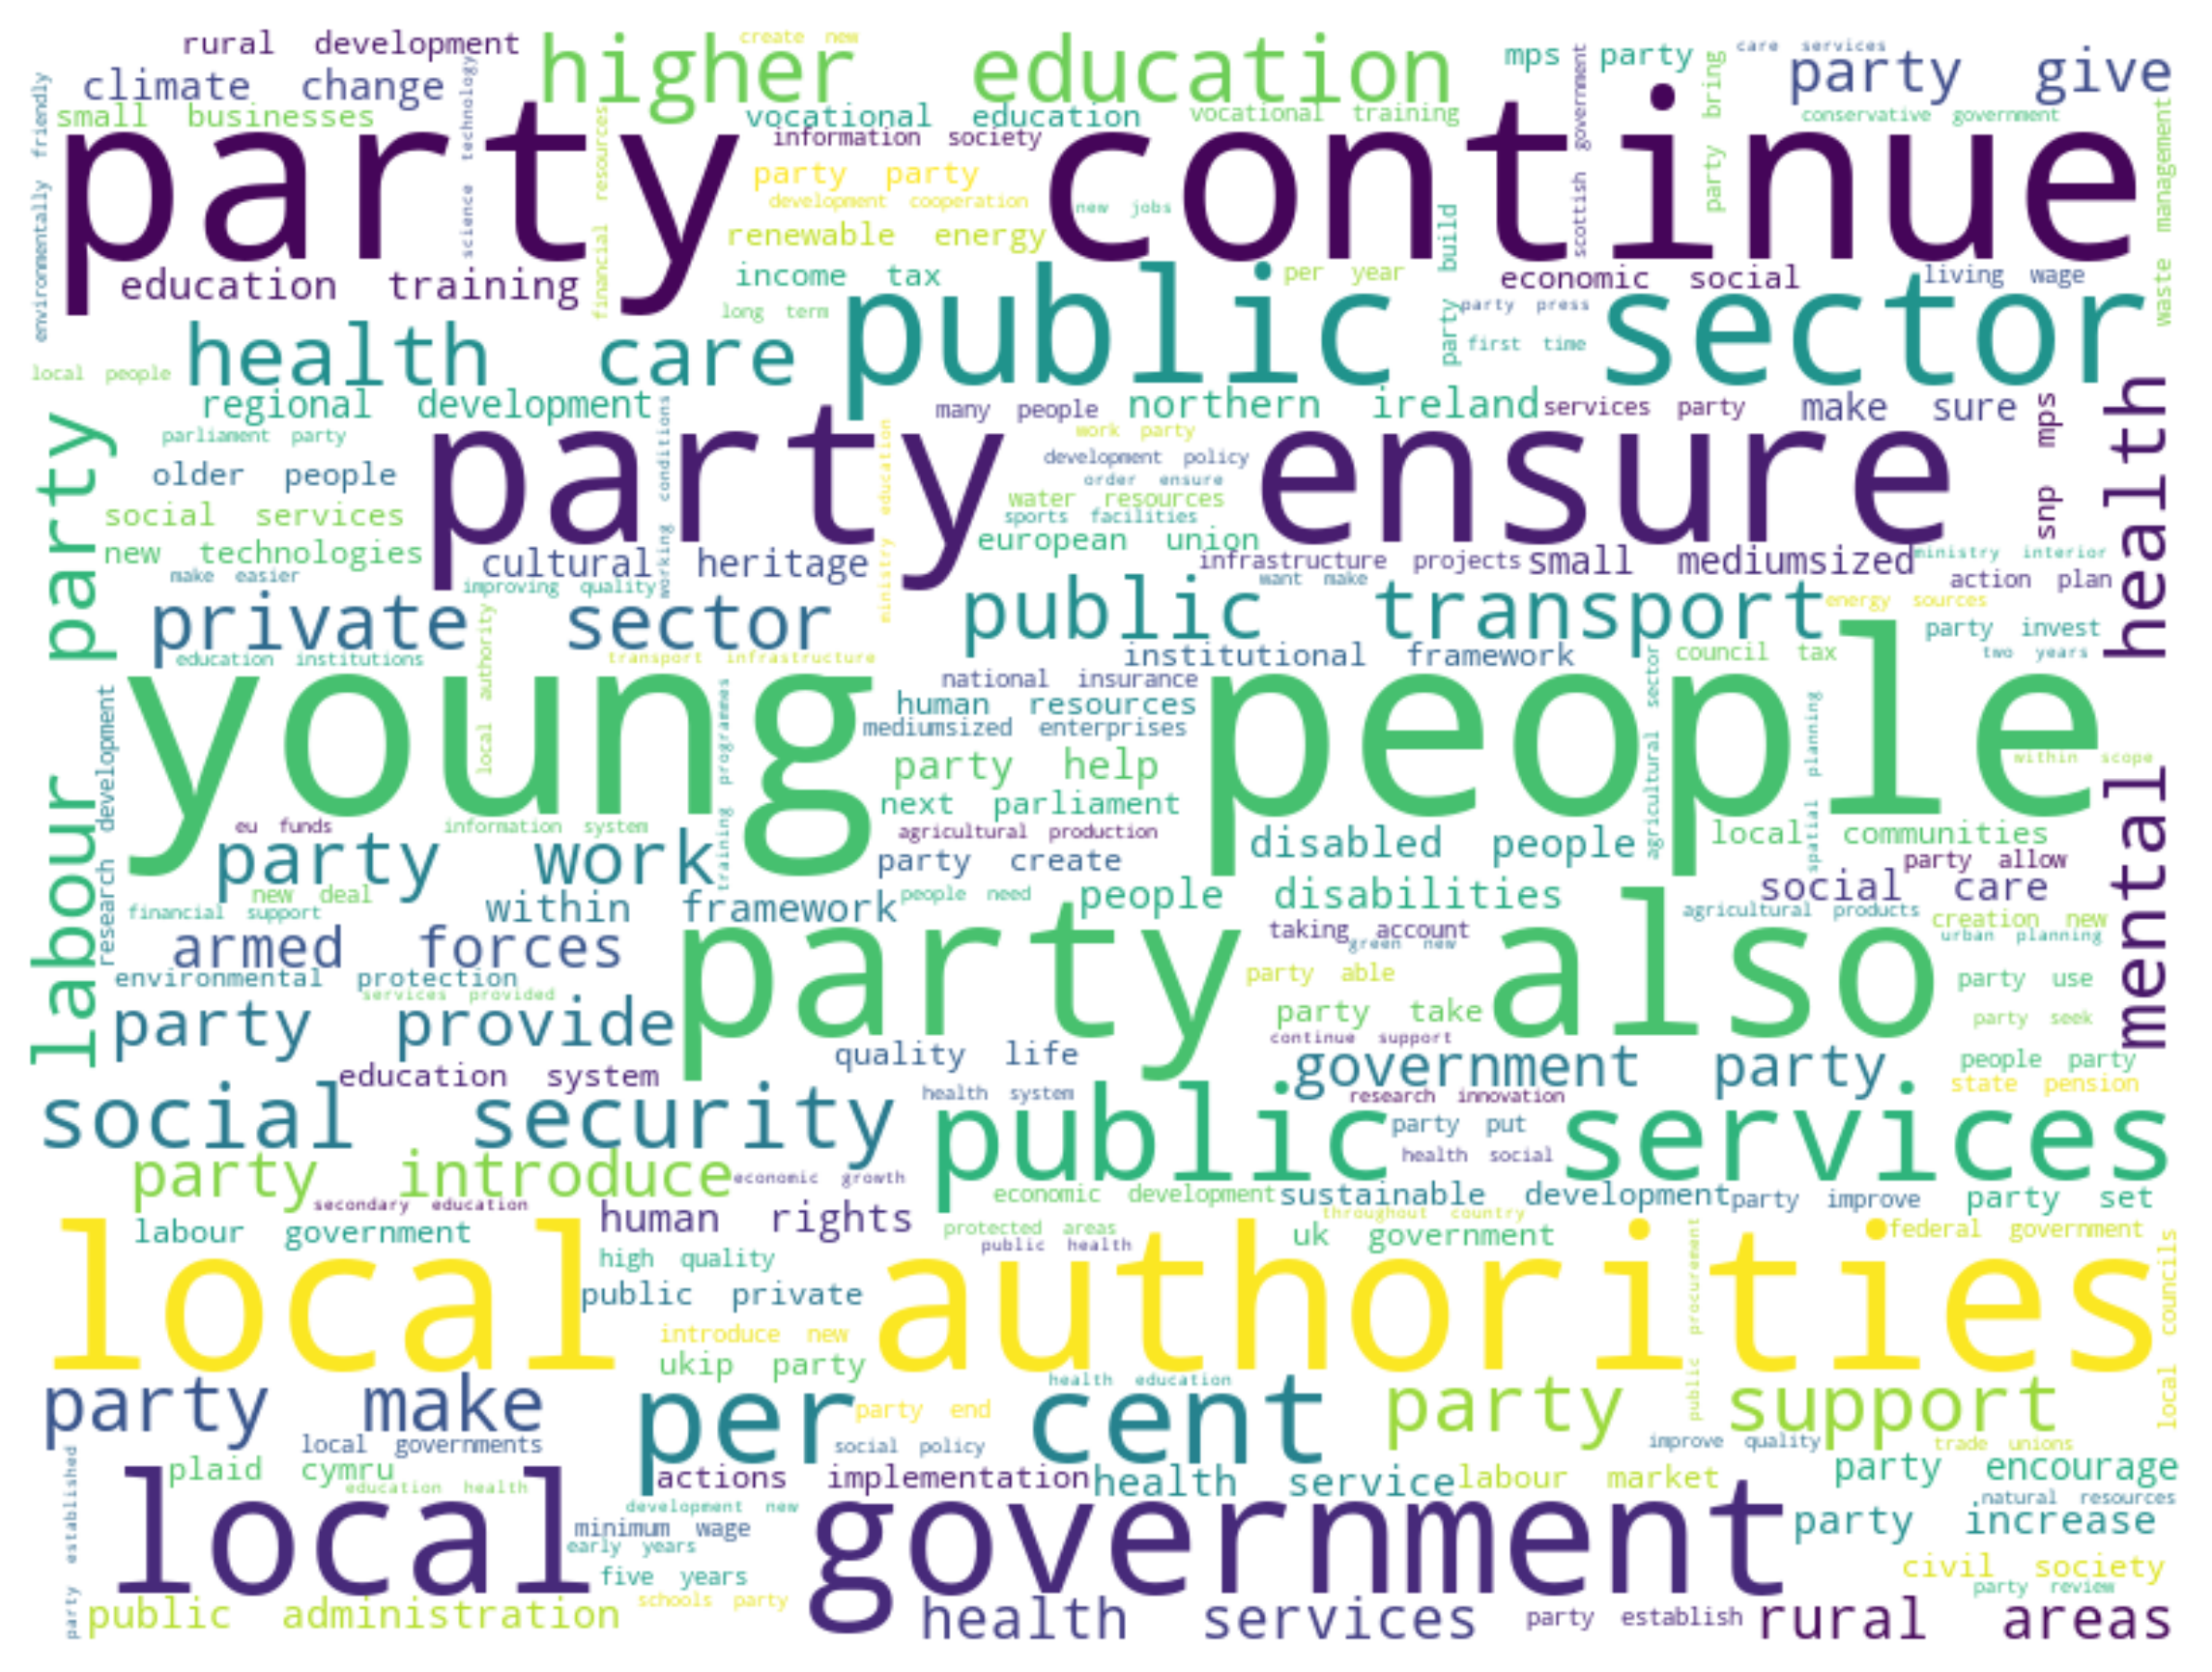 rural development
higher education
create new
mps party
care services
party give
climate change
small businesses
vocational education
vocational training
conservative government
information society
party continue
party party
development cooperation
new jobs
renewable energy
education training
income tax
per year
economic social
living wage
long term
party press
first time
public sector
health care
local people
regional development
many people
northern ireland
services party
make sure
parliament party
work party
party ensure
older people
development policy
order ensure
water resources
social services
sports facilities
new technologies
european union
cultural heritage
infrastructure projects
small mediumsized
ministry interior
make easier
improving quality
want make
action plan
private sector
public transport
energy sources
party invest
education institutions
transport infrastructure
institutional framework
council tax
two years
young people
national insurance
human resources
mediumsized enterprises
party help
within scope
next parliament
eu funds
information system
agricultural production
disabled people
local communities
party work
party create
party allow
new deal
within framework
people need
people disabilities
social care
financial support
agricultural products
creation new
armed forces
taking account
green new
urban planning
party also
environmental protection
party able
party use
services provided
party provide
party take
party seek
continue support
quality life
government party
people party
education system
health system
research innovation
state pension
social security
public services
party put
health social
party introduce
economic growth
economic development
sustainable development
party improve
party set
secondary education
human rights
throughout country
labour government
protected areas
uk government
federal government
public health
high quality
local authorities
public private
introduce new
ukip party
health education
party make
per cent
party support
party end
local governments
social policy
improve quality
trade unions
plaid cymru
actions implementation
health service
labour market
party encourage
education health
local government
development new
natural resources
minimum wage
party increase
early years
five years
civil society
schools party
party review
public administration
health services
party establish
rural areas
environmentally friendly
science technology
financial resources
scottish government
party bring
party build
waste management
labour party
working conditions
ministry education
snp mps
mental health
local authority
research development
training programmes
agricultural sector
spatial planning
public procurement
local councils
party established